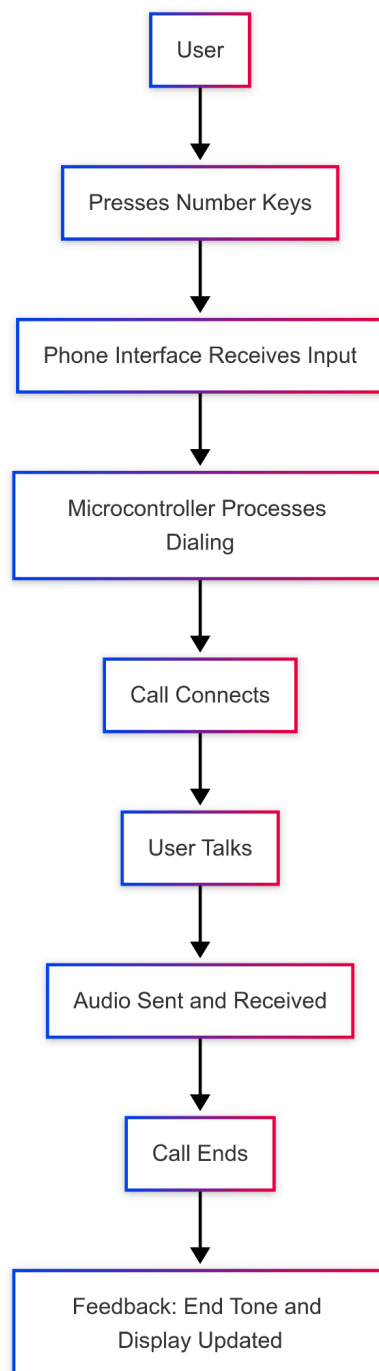 User
Presses Number Keys
Phone Interface Receives Input
Microcontroller Processes
Dialing
Call Connects
User Talks
Audio Sent and Received
Call Ends
Feedback: End Tone and
Display Updated